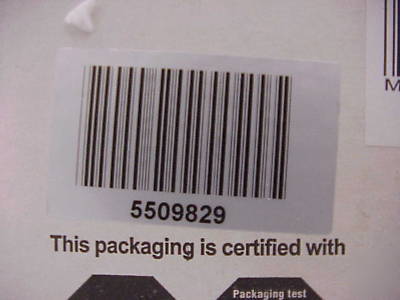 M
5509829
This packaging is certified with
Packaging test